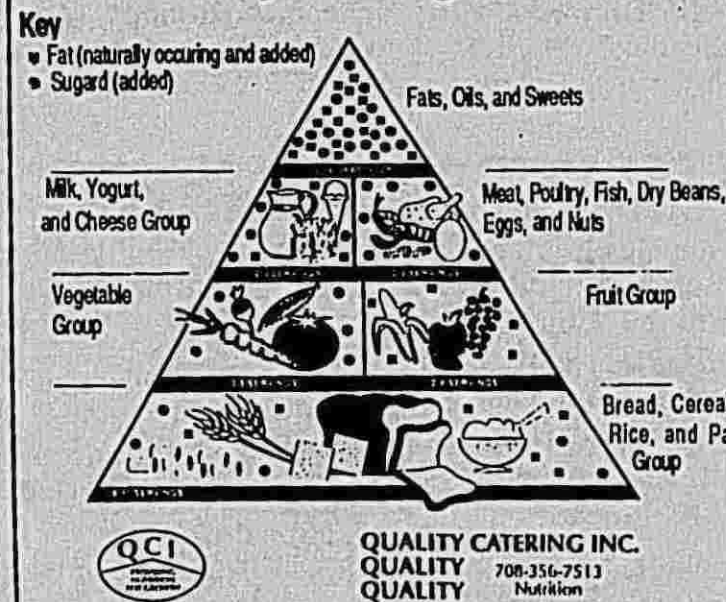 Key
Fat (naturally occuring and added)
Sugard (added)
Fats, Oils, and Sweets
Milk, Yogurt,
and Cheese Group
Meat, Poultry, Fish, Dry Beans,
Eggs, and Nuts
Vegetable
Group
Fruit Group
Bread, Cerea
Rice, and Pa
Group
QCI
QUALITY CATERING INC.
QUALITY 708-356-7513
QUALITY Nutrition